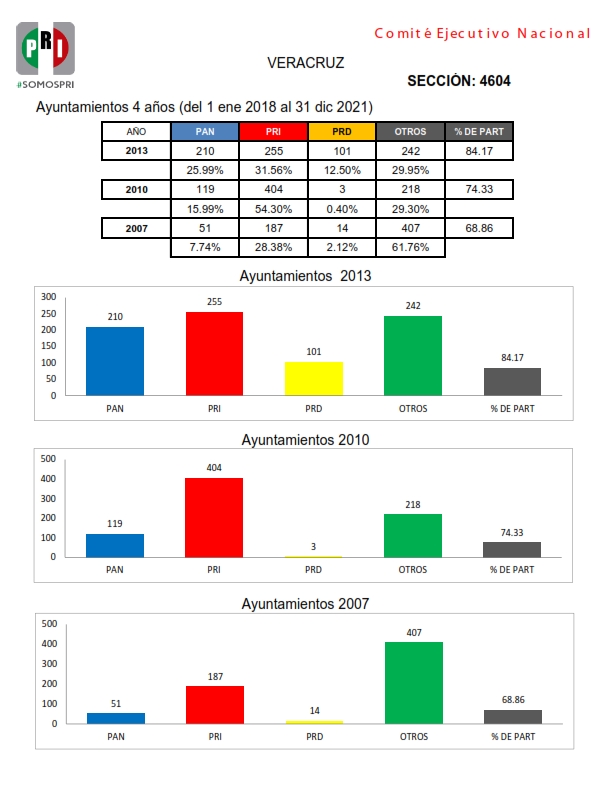 Comité Ejecutivo Nacional
PRI
#SOMOSPRI
VERACRUZ
SECCIÓN: 4604
Ayuntamientos 4 años (del 1 ene 2018 al 31 dic 2021)
AÑO PAN PRI PRD OTROS % DE PART
2013 210 255 101 242 84.17
25.99% 31.56% 12.50% 29.95%
2010 119 404 3 218 74.33
15.99% 54.30% 0.40% 29.30%
2007 51 187 14 407 68.86
7.74% 28.38% 2.12% 61.76%
Ayuntamientos 2013
300
250
200
150
100
50
0
210 255 101 242 84.17
PAN PRI PRD OTROS % DE PART
Ayuntamientos 2010
500
400
300
200
100
0
119 404 3 218 74.33
PAN PRI PRD OTROS % DE PART
Ayuntamientos 2007
500
400
300
200
100
0
51 187 14 407 68.86
PAN PRI PRD OTROS % DE PART